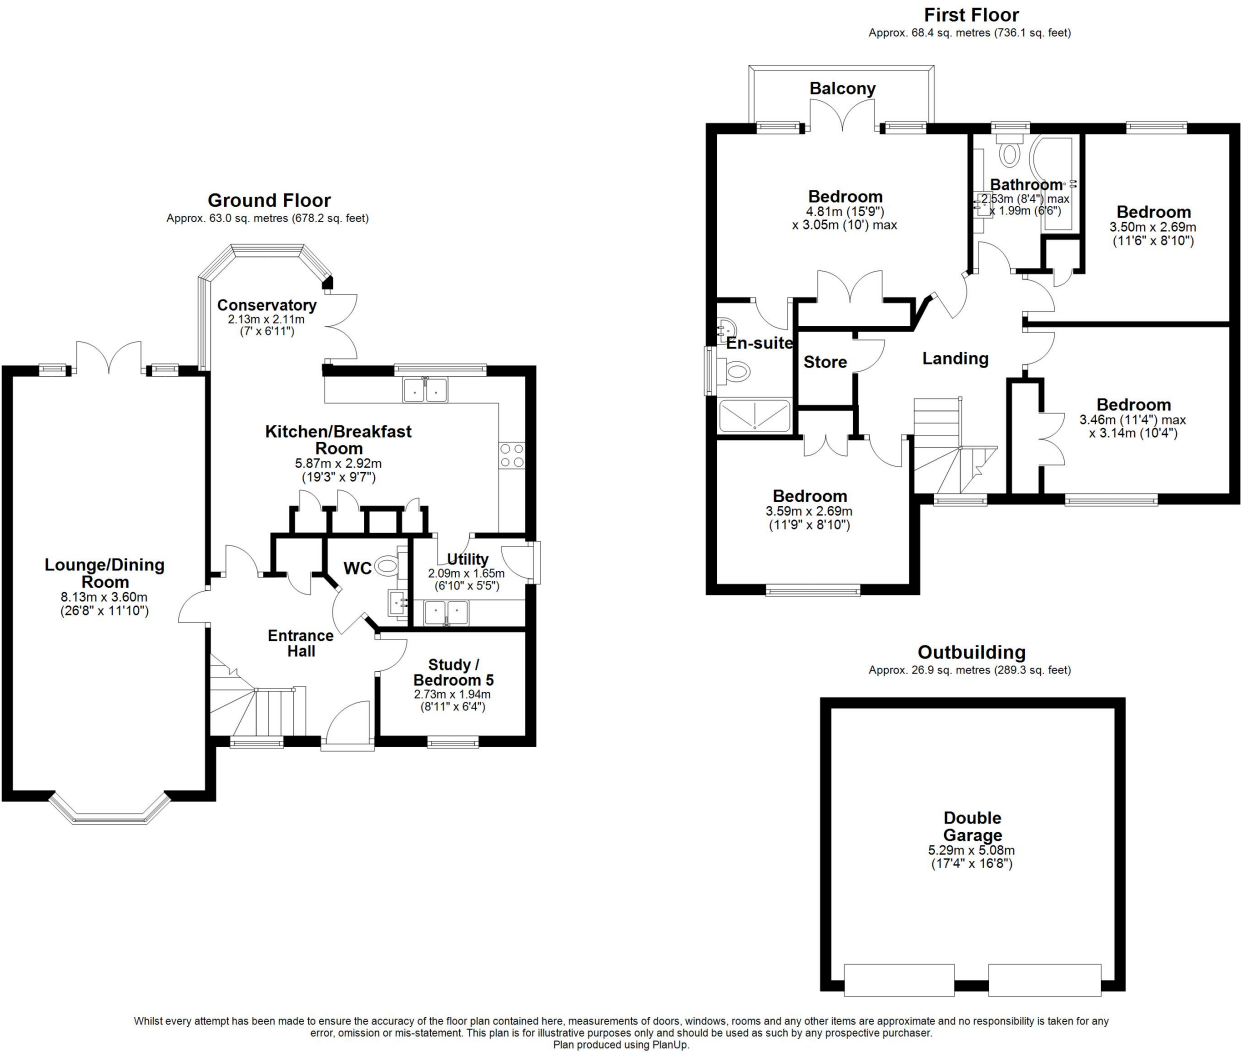 First Floor
Approx. 68.4 sq. metres (736.1 sq. feet)
Balcony
Bedroom
4.81m (15'9")
x 3.05m (10') max
Bathroom
2.53m (8'4") max
x 1.99m (6'6")
Bedroom
3.50m x 2.69m
(11'6" x 8'10")
En-suite
Store
Landing
Bedroom
3.46m (11'4") max
x 3.14m (10'4")
Bedroom
3.59m x 2.69m
(11'9" x 8'10")
Ground Floor
Approx. 63.0 sq. metres (678.2 sq. feet)
Conservatory
2.13m x 2.11m
(7' x 6'11")
Kitchen/Breakfast
Room
5.87m x 2.92m
(19'3" x 9'7")
Lounge/Dining
Room
8.13m x 3.60m
(26'8" x 11'10")
WC
Utility
2.09m x 1.65m
(6'10" x 5'5")
Entrance
Hall
Study /
Bedroom 5
2.73m x 1.94m
(8'11" x 6'4")
Outbuilding
Approx. 26.9 sq. metres (289.3 sq. feet)
Double
Garage
5.29m x 5.08m
(17'4" x 16'8")
Whilst every attempt has been made to ensure the accuracy of the floor plan contained here, measurements of doors, windows, rooms and any other items are approximate and no responsibility is taken for any
error, omission or mis-statement. This plan is for illustrative purposes only and should be used as such by any prospective purchaser.
Plan produced using PlanUp.